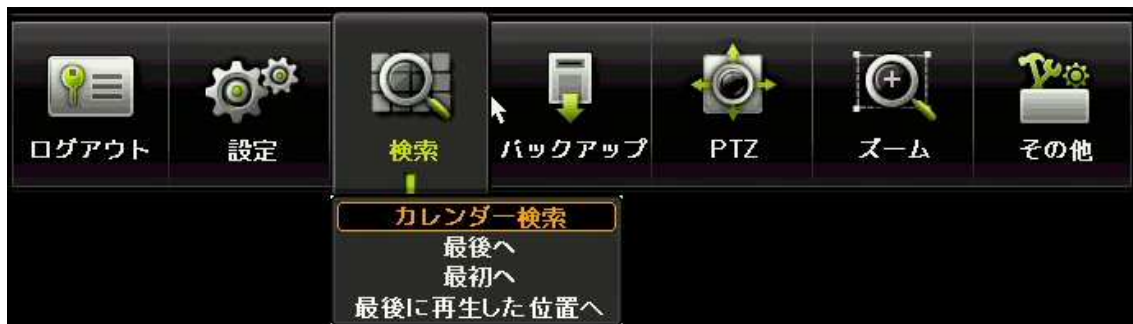 ログアウト 設定 検索 バックアップ PTZ ズーム その他
カレンダー検索
最後へ
最初へ
最後に再生した位置へ